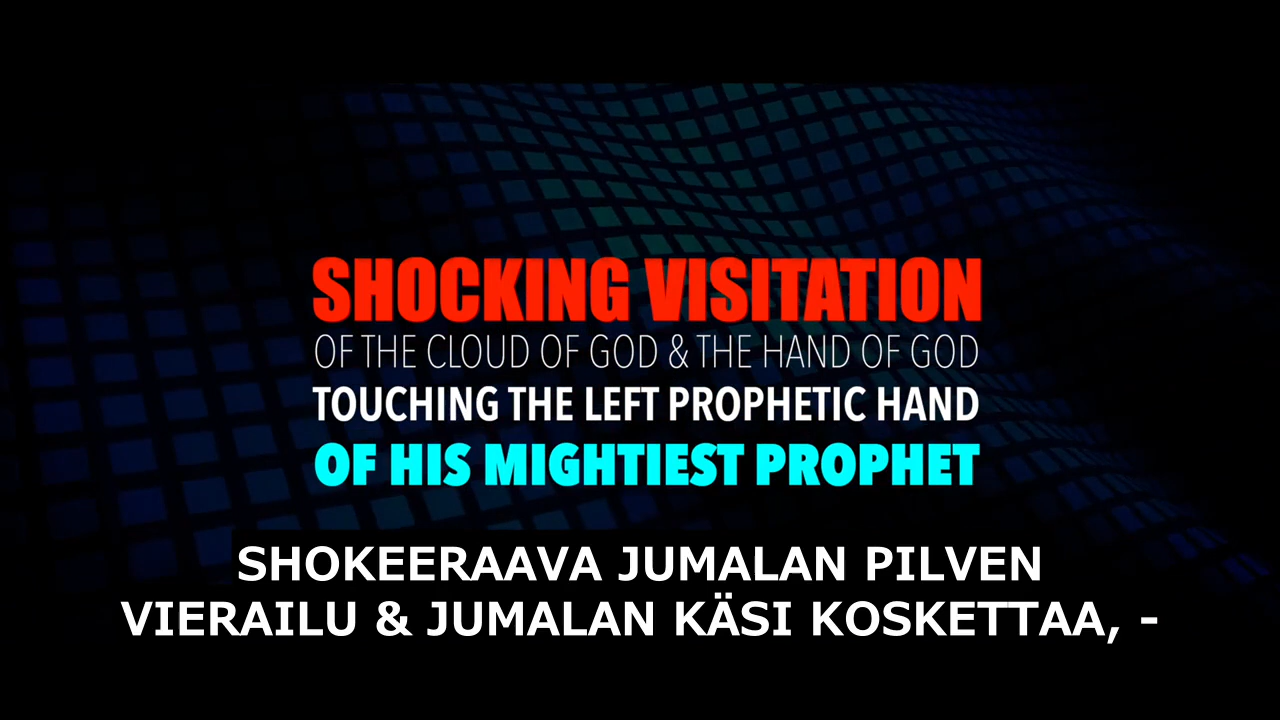 SHOCKING VISITATION
OF THE CLOUD OF GOD & THE HAND OF GOD
TOUCHING THE LEFT PROPHETIC HAND
OF HIS MIGHTIEST PROPHET
SHOKEERAAVA JUMALAN PILVEN
VIERAILU & JUMALAN KÄSI KOSKETTAA, -